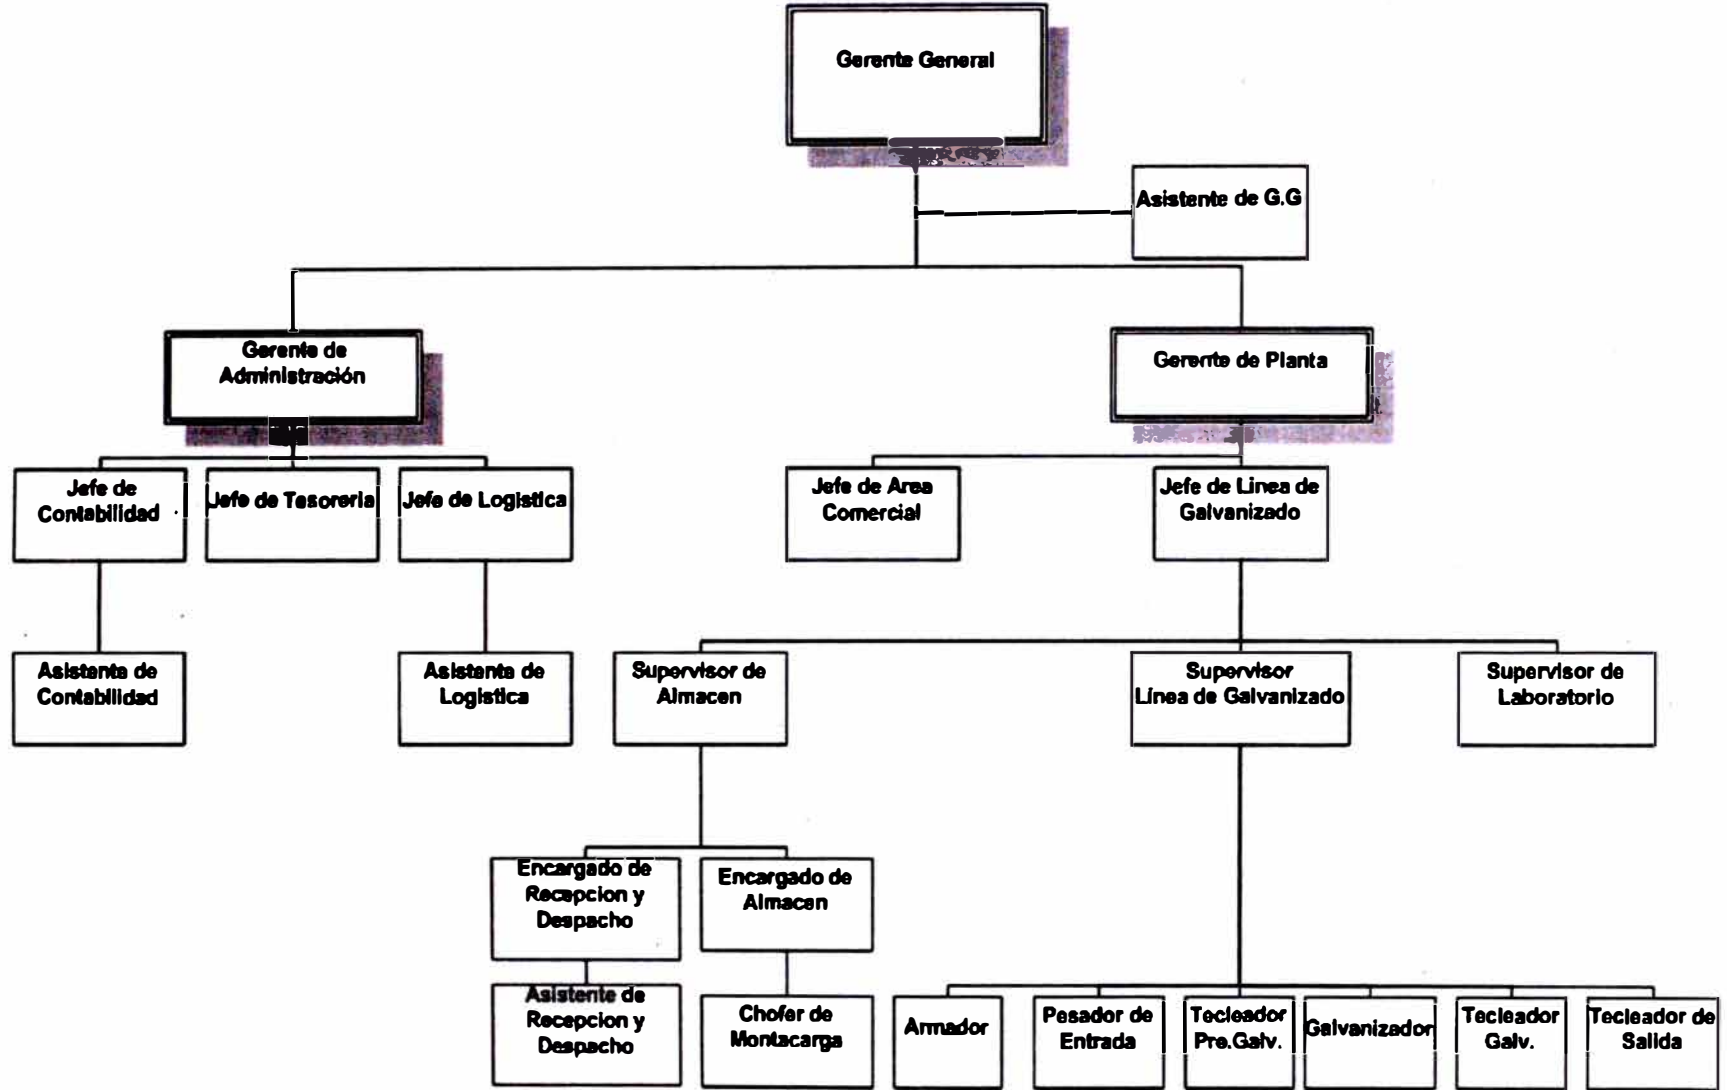 Gerente General
Asistente de G.G
Gerente de
Administración
Gerente de Planta
Jefe de
Contabilidad
Jefe de Tesoreria
Jefe de Logistica
Jefe de Area
Comercial
Jefe de Linea de
Galvanizado
Asistente de
Contabilidad
Asistente de
Logistica
Supervisor de
Almacen
Supervisor
Línea de Galvanizado
Supervisor de
Laboratorio
Encargado de
Recepcion y
Despacho
Encargado de
Almacen
Asistente de
Recepcion y
Despacho
Chofer de
Montacarga
Armador
Pesador de
Entrada
Tecleador
Pre.Galv.
Galvanizador
Tecleador
Galv.
Tecleador de
Salida